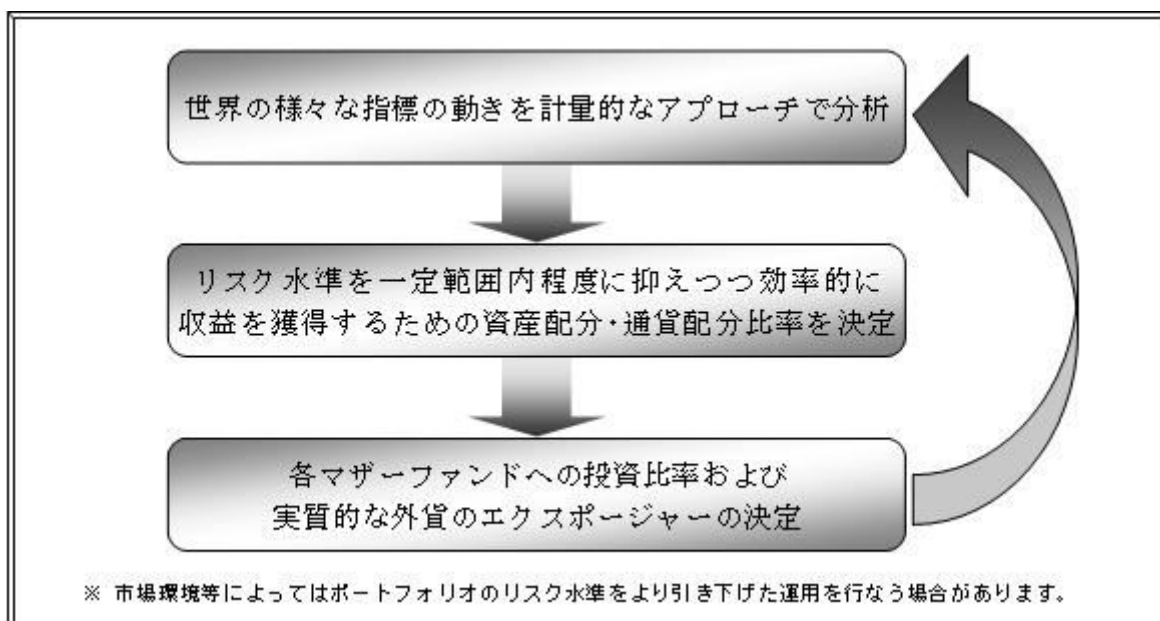 世界の様々な指標の動きを計量的なアプローチで分析
リスク水準を一定範囲内程度に抑えつつ効率的に
収益を獲得するための資産配分・通貨配分比率を決定
各マザーファンドへの投資比率および
実質的な外貨のエクスポージャーの決定
※ 市場環境等によってはポートフォリオのリスク水準をより引き下げた運用を行なう場合があります。